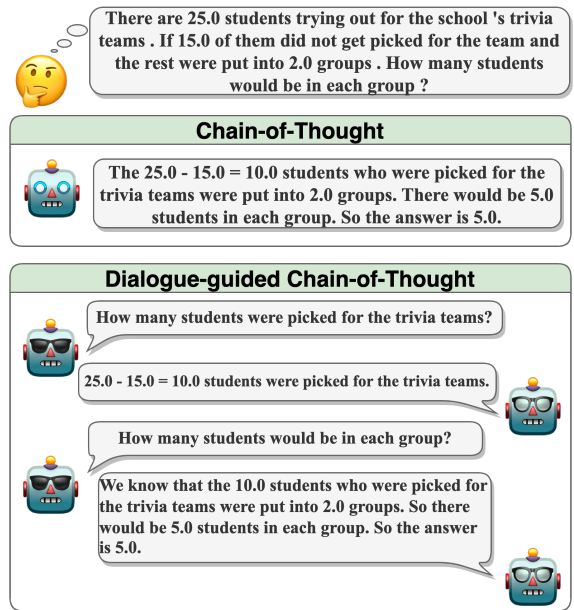 There are 25.0 students trying out for the school 's trivia
teams . If 15.0 of them did not get picked for the team and
the rest were put into 2.0 groups . How many students
would be in each group ?
Chain-of-Thought
The 25.0 - 15.0 = 10.0 students who were picked for the
trivia teams were put into 2.0 groups. There would be 5.0
students in each group. So the answer is 5.0.
Dialogue-guided Chain-of-Thought
How many students were picked for the trivia teams?
25.0 - 15.0 = 10.0 students were picked for the trivia teams.
How many students would be in each group?
We know that the 10.0 students who were picked for
the trivia teams were put into 2.0 groups. So there
would be 5.0 students in each group. So the answer
is 5.0.